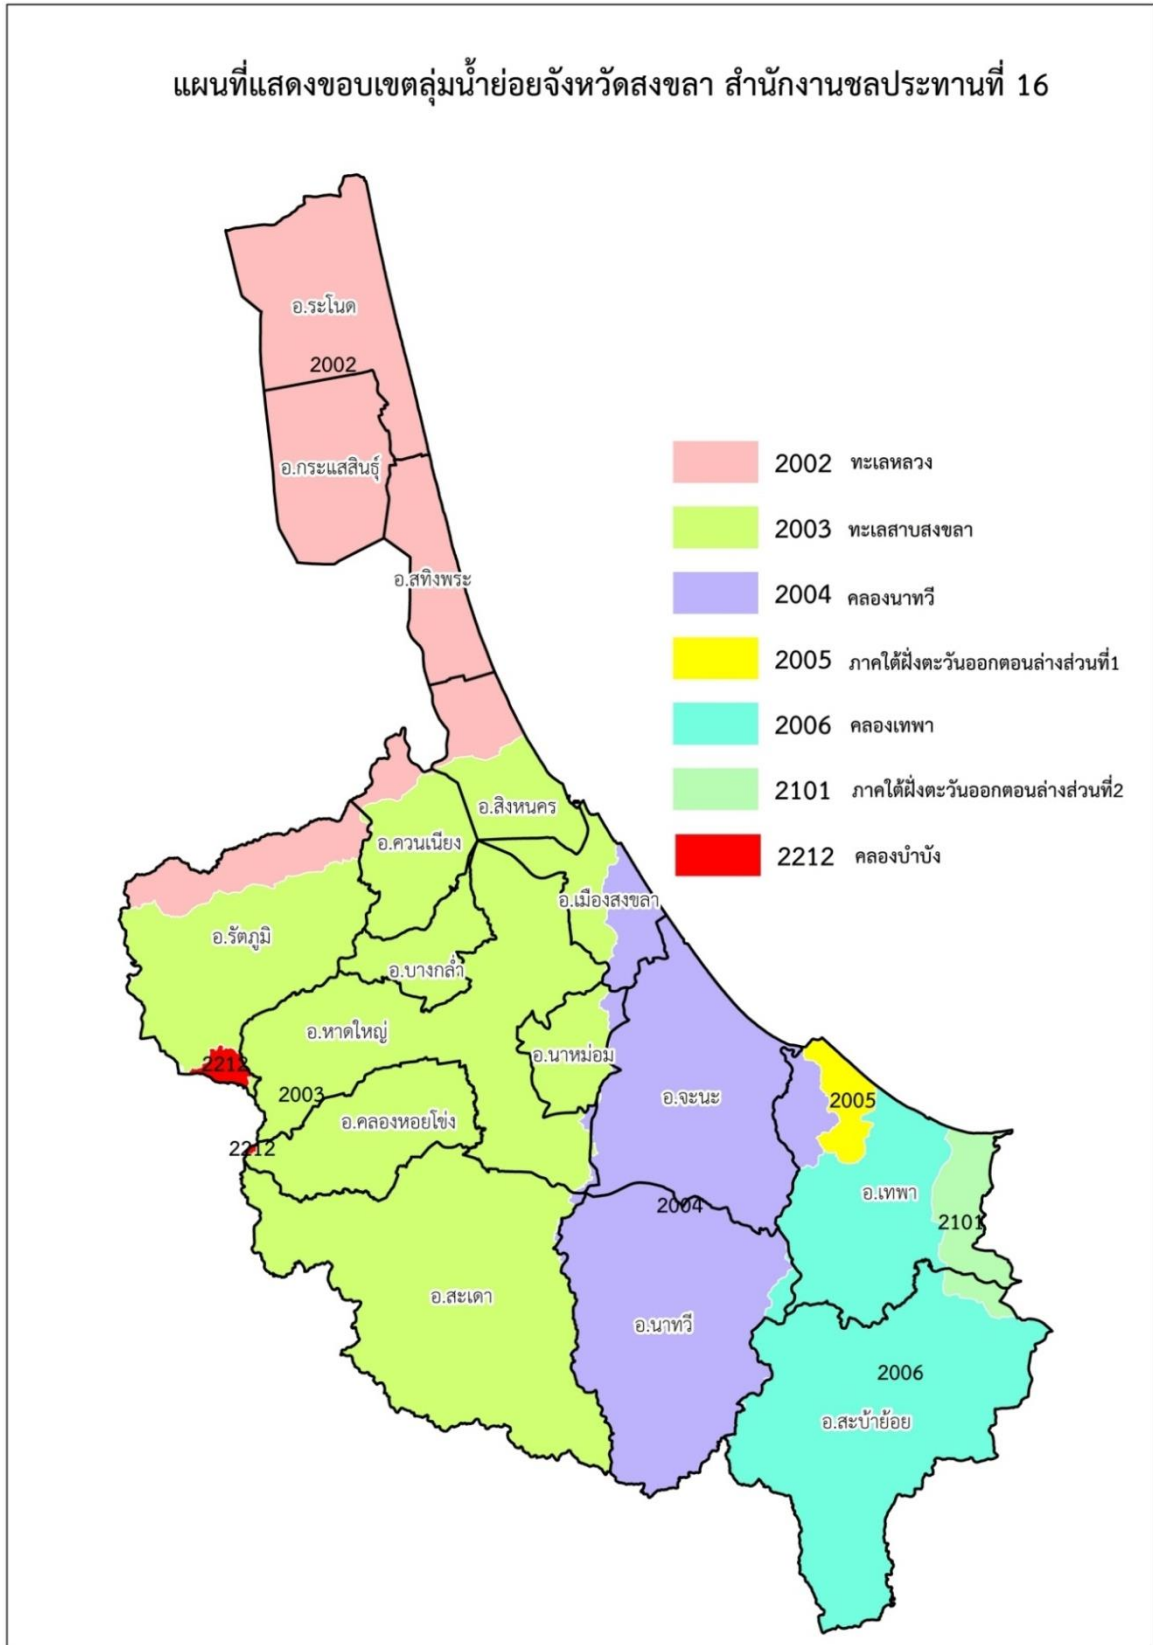 แผนที่แสดงขอบเขตลุ่มน้ำย่อยจังหวัดสงขลา สำนักงานชลประทานที่ 16
อ.ระโนด
2002
อ.กระแสสินธุ์
2002 ทะเลหลวง
2003 ทะเลสาบสงขลา
อ.สทิงพระ
2004 คลองนาทวี
2005 ภาคใต้ฝั่งตะวันออกตอนล่างส่วนที่1
2006 คลองเทพา
2101 ภาคใต้ฝั่งตะวันออกตอนล่างส่วนที่2
2212 คลองบำบัง
อ.สิงหนคร
อ.ควนเนียง
อ.เมืองสงขลา
อ.รัตภูมิ
อ.บางกล่ำ
อ.หาดใหญ่
อ.นาหม่อม
2212
2003
อ.จะนะ
2005
อ.คลองหอยโข่ง
2212
อ.เทพา
2004
2101
อ.สะเดา
อ.นาทวี
2006
อ.สะบ้าย้อย